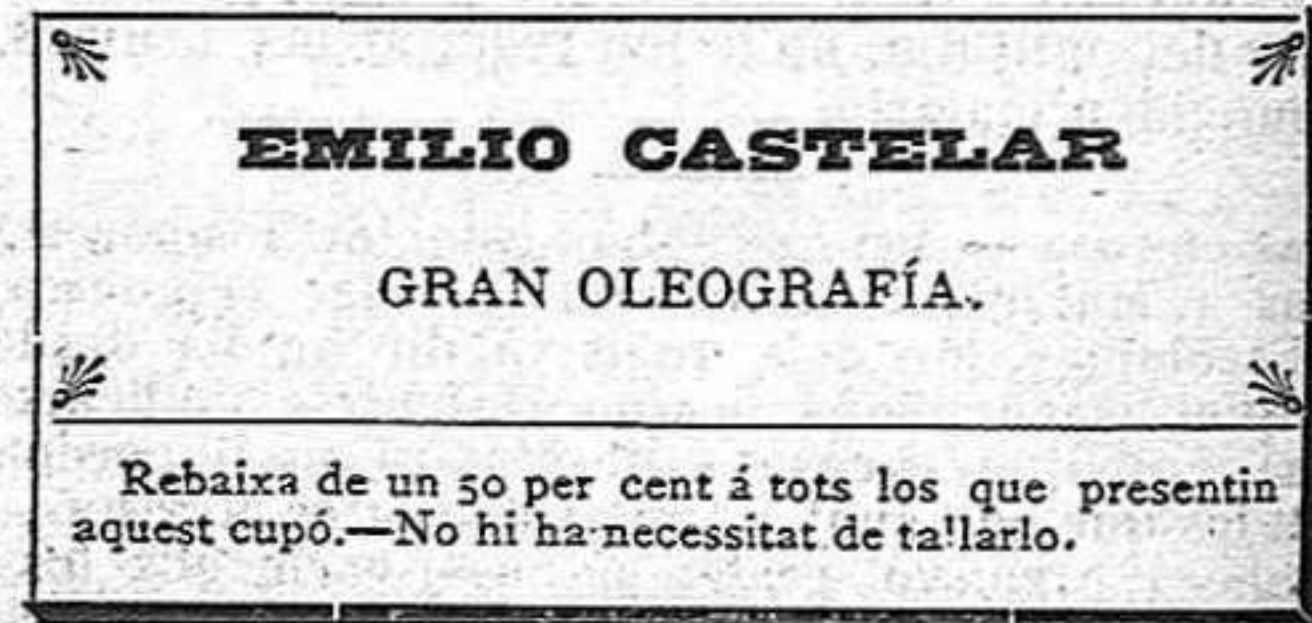 EMILIO CASTELAR
GRAN OLEOGRAFÍA.
Rebaixa de un 50 per cent á tots los que presentin
aquest cupó.—No hi ha necessitat de tallarlo.